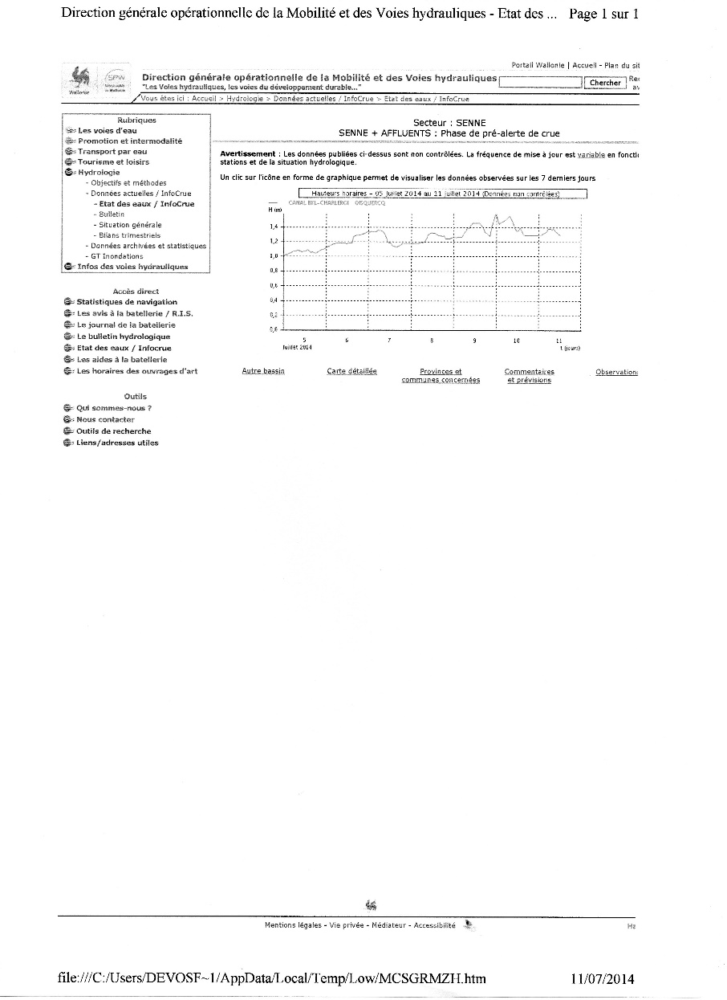 Direction générale opérationnelle de la Mobilité et des Voies hydrauliques - Etat des ... Page 1 sur 1
Portail Wallonie | Accueil - Plan du sit
Wallonie
SPW
Direction générale opérationnelle de la Mobilité et des Voies hydrauliques
Chercher
"Les Voies hydrauliques, les voies du développement durable..."
Vous êtes ici : Accueil > Hydrologie > Données actuelles / InfoCrue > Etat des eaux / InfoCrue
Rubriques
Les voies d'eau
Promotion et intermodalité
Transport par eau
Tourisme et loisirs
Hydrologie
- Objectifs et méthodes
- Données actuelles / InfoCrue
- Etat des eaux / InfoCrue
- Bulletin
- Situation générale
- Bilans trimestriels
- Données archivées et statistiques
- GT Inondations
Infos des voies hydrauliques
Accès direct
Statistiques de navigation
Les avis à la batellerie / R.I.S.
Le journal de la batellerie
Le bulletin hydrologique
Etat des eaux / Infocrue
Les aides à la batellerie
Les horaires des ouvrages d'art
Outils
Qui sommes-nous ?
Nous contacter
Outils de recherche
Liens/adresses utiles
Secteur : SENNE
SENNE + AFFLUENTS : Phase de pré-alerte de crue
Avertissement : Les données publiées ci-dessus sont non contrôlées. La fréquence de mise à jour est variable en foncti
stations et de la situation hydrologique.
Un clic sur l'icône en forme de graphique permet de visualiser les données observées sur les 7 derniers jours
Hauteurs horaires - 05 juillet 2014 au 11 juillet 2014 (Données non contrôlées)
CANAL BXL-CHARLEROI OISQUERCQ
H (m)
1,4
1,2
1,0
0,8
0,6
0,4
0,2
0,0
5 6 7 8 9 10 11
Juillet 2014 t (jours)
Autre bassin Carte détaillée Provinces et Commentaires Observation
communes concernées et prévisions
Mentions légales - Vie privée - Médiateur - Accessibilité
file:///C:/Users/DEVOSF~1/AppData/Local/Temp/Low/MCSGRMZH.htm 11/07/2014